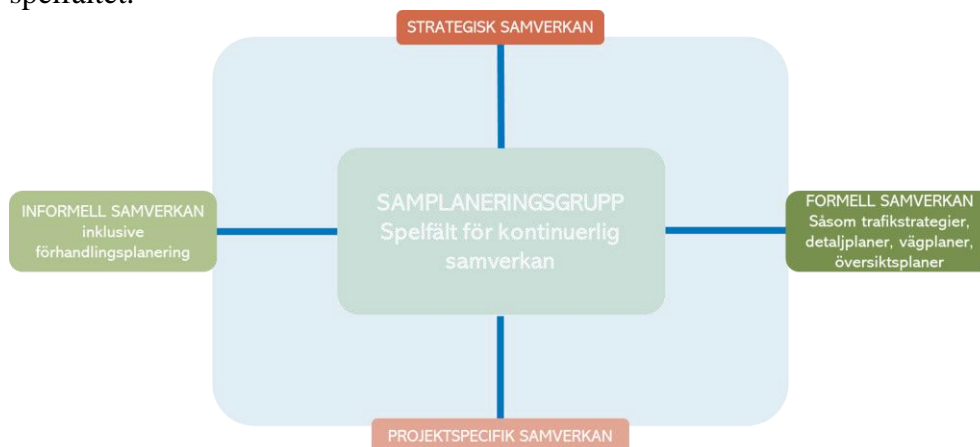 spelfältet.
STRATEGISK SAMVERKAN
SAMPLANERINGSGRUPP
Spelfält för kontinuerlig
samverkan
INFORMELL SAMVERKAN
inklusive
förhandlingsplanering
FORMELL SAMVERKAN
Såsom trafikstrategier,
detaljplaner, vägplaner,
översiktsplaner
PROJEKTSPECIFIK SAMVERKAN